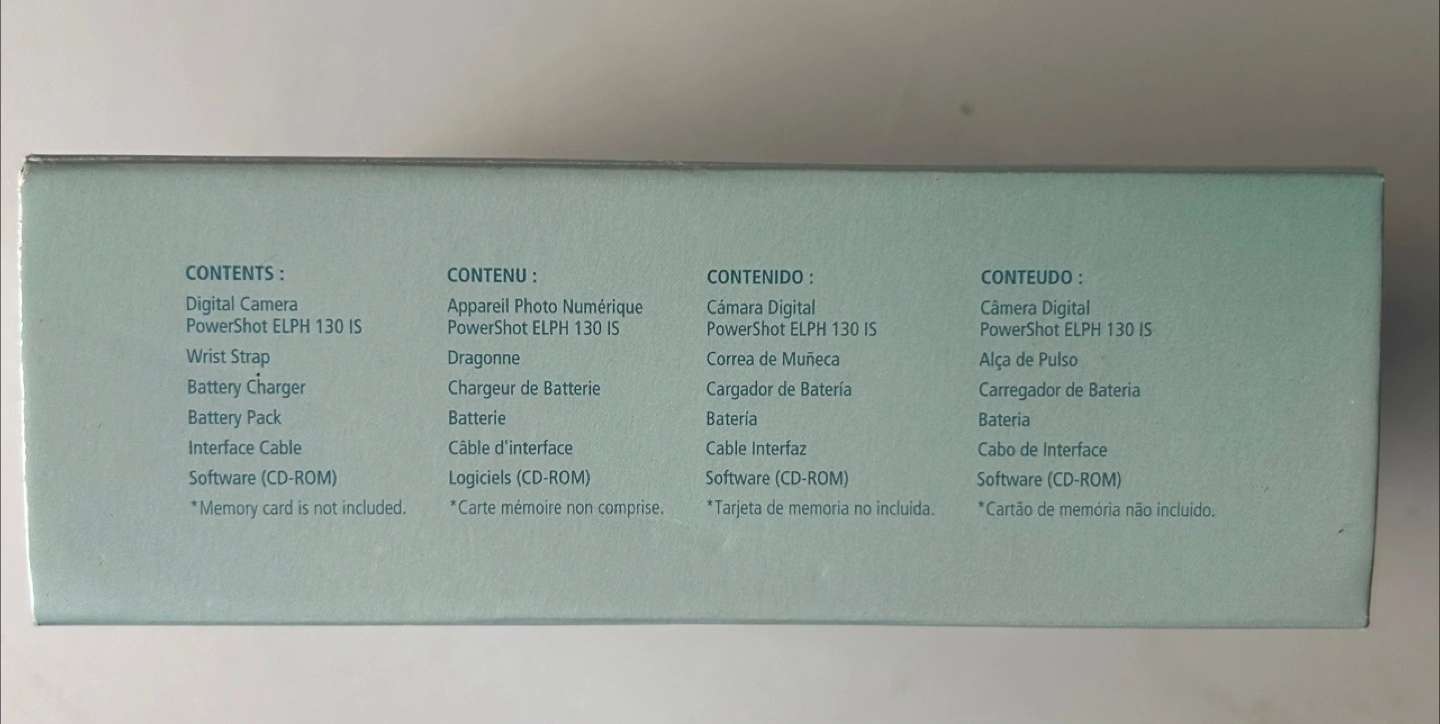 CONTENTS :
Digital Camera
PowerShot ELPH 130 IS
Wrist Strap
Battery Charger
Battery Pack
Interface Cable
Software (CD-ROM)
*Memory card is not included.
CONTENU :
Appareil Photo Numérique
PowerShot ELPH 130 IS
Dragonne
Chargeur de Batterie
Batterie
Câble d'interface
Logiciels (CD-ROM)
*Carte mémoire non comprise.
CONTENIDO :
Cámara Digital
PowerShot ELPH 130 IS
Correa de Muñeca
Cargador de Batería
Batería
Cable Interfaz
Software (CD-ROM)
*Tarjeta de memoria no incluida.
CONTEUDO :
Câmera Digital
PowerShot ELPH 130 IS
Alça de Pulso
Carregador de Bateria
Bateria
Cabo de Interface
Software (CD-ROM)
*Cartão de memória não incluido.